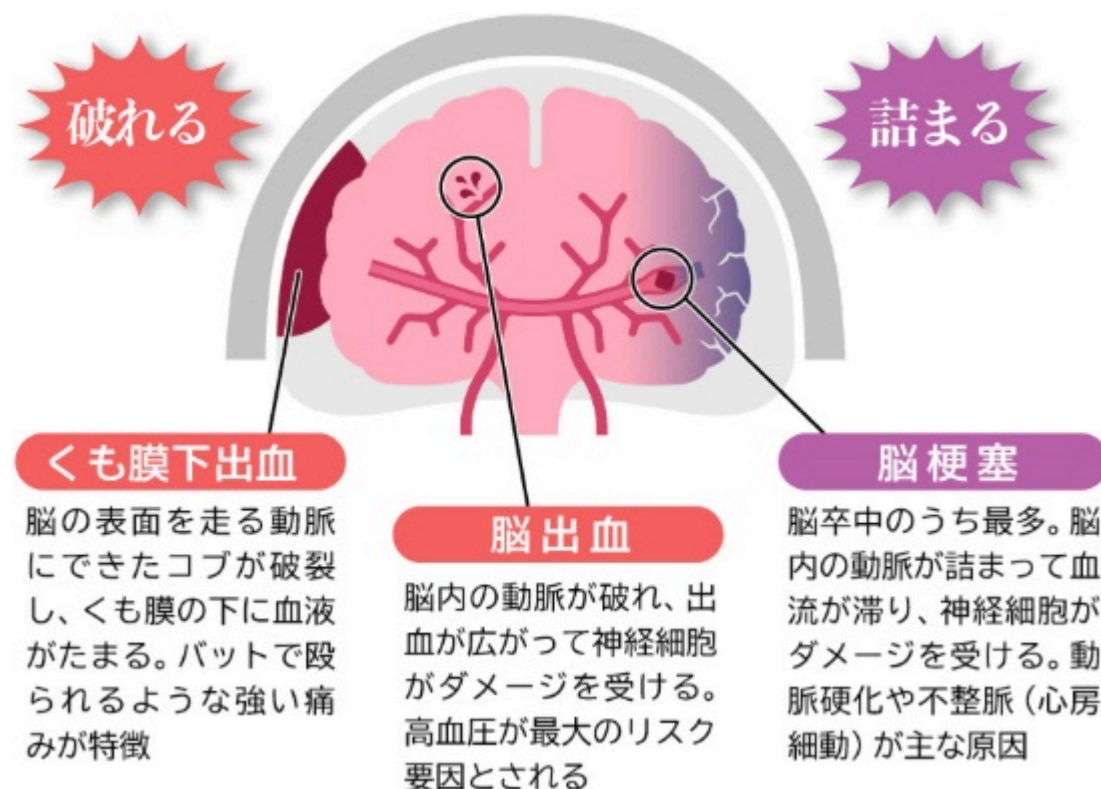 破れる
詰まる
くも膜下出血
脳の表面を走る動脈
にできたコブが破裂
し、くも膜の下に血液
がたまる。バットで殴
られるような強い痛
みが特徴
脳出血
脳内の動脈が破れ、出
血が広がって神経細胞
がダメージを受ける。
高血圧が最大のリスク
要因とされる
脳梗塞
脳卒中のうち最多。脳
内の動脈が詰まって血
流が滞り、神経細胞が
ダメージを受ける。動
脈硬化や不整脈（心房
細動）が主な原因